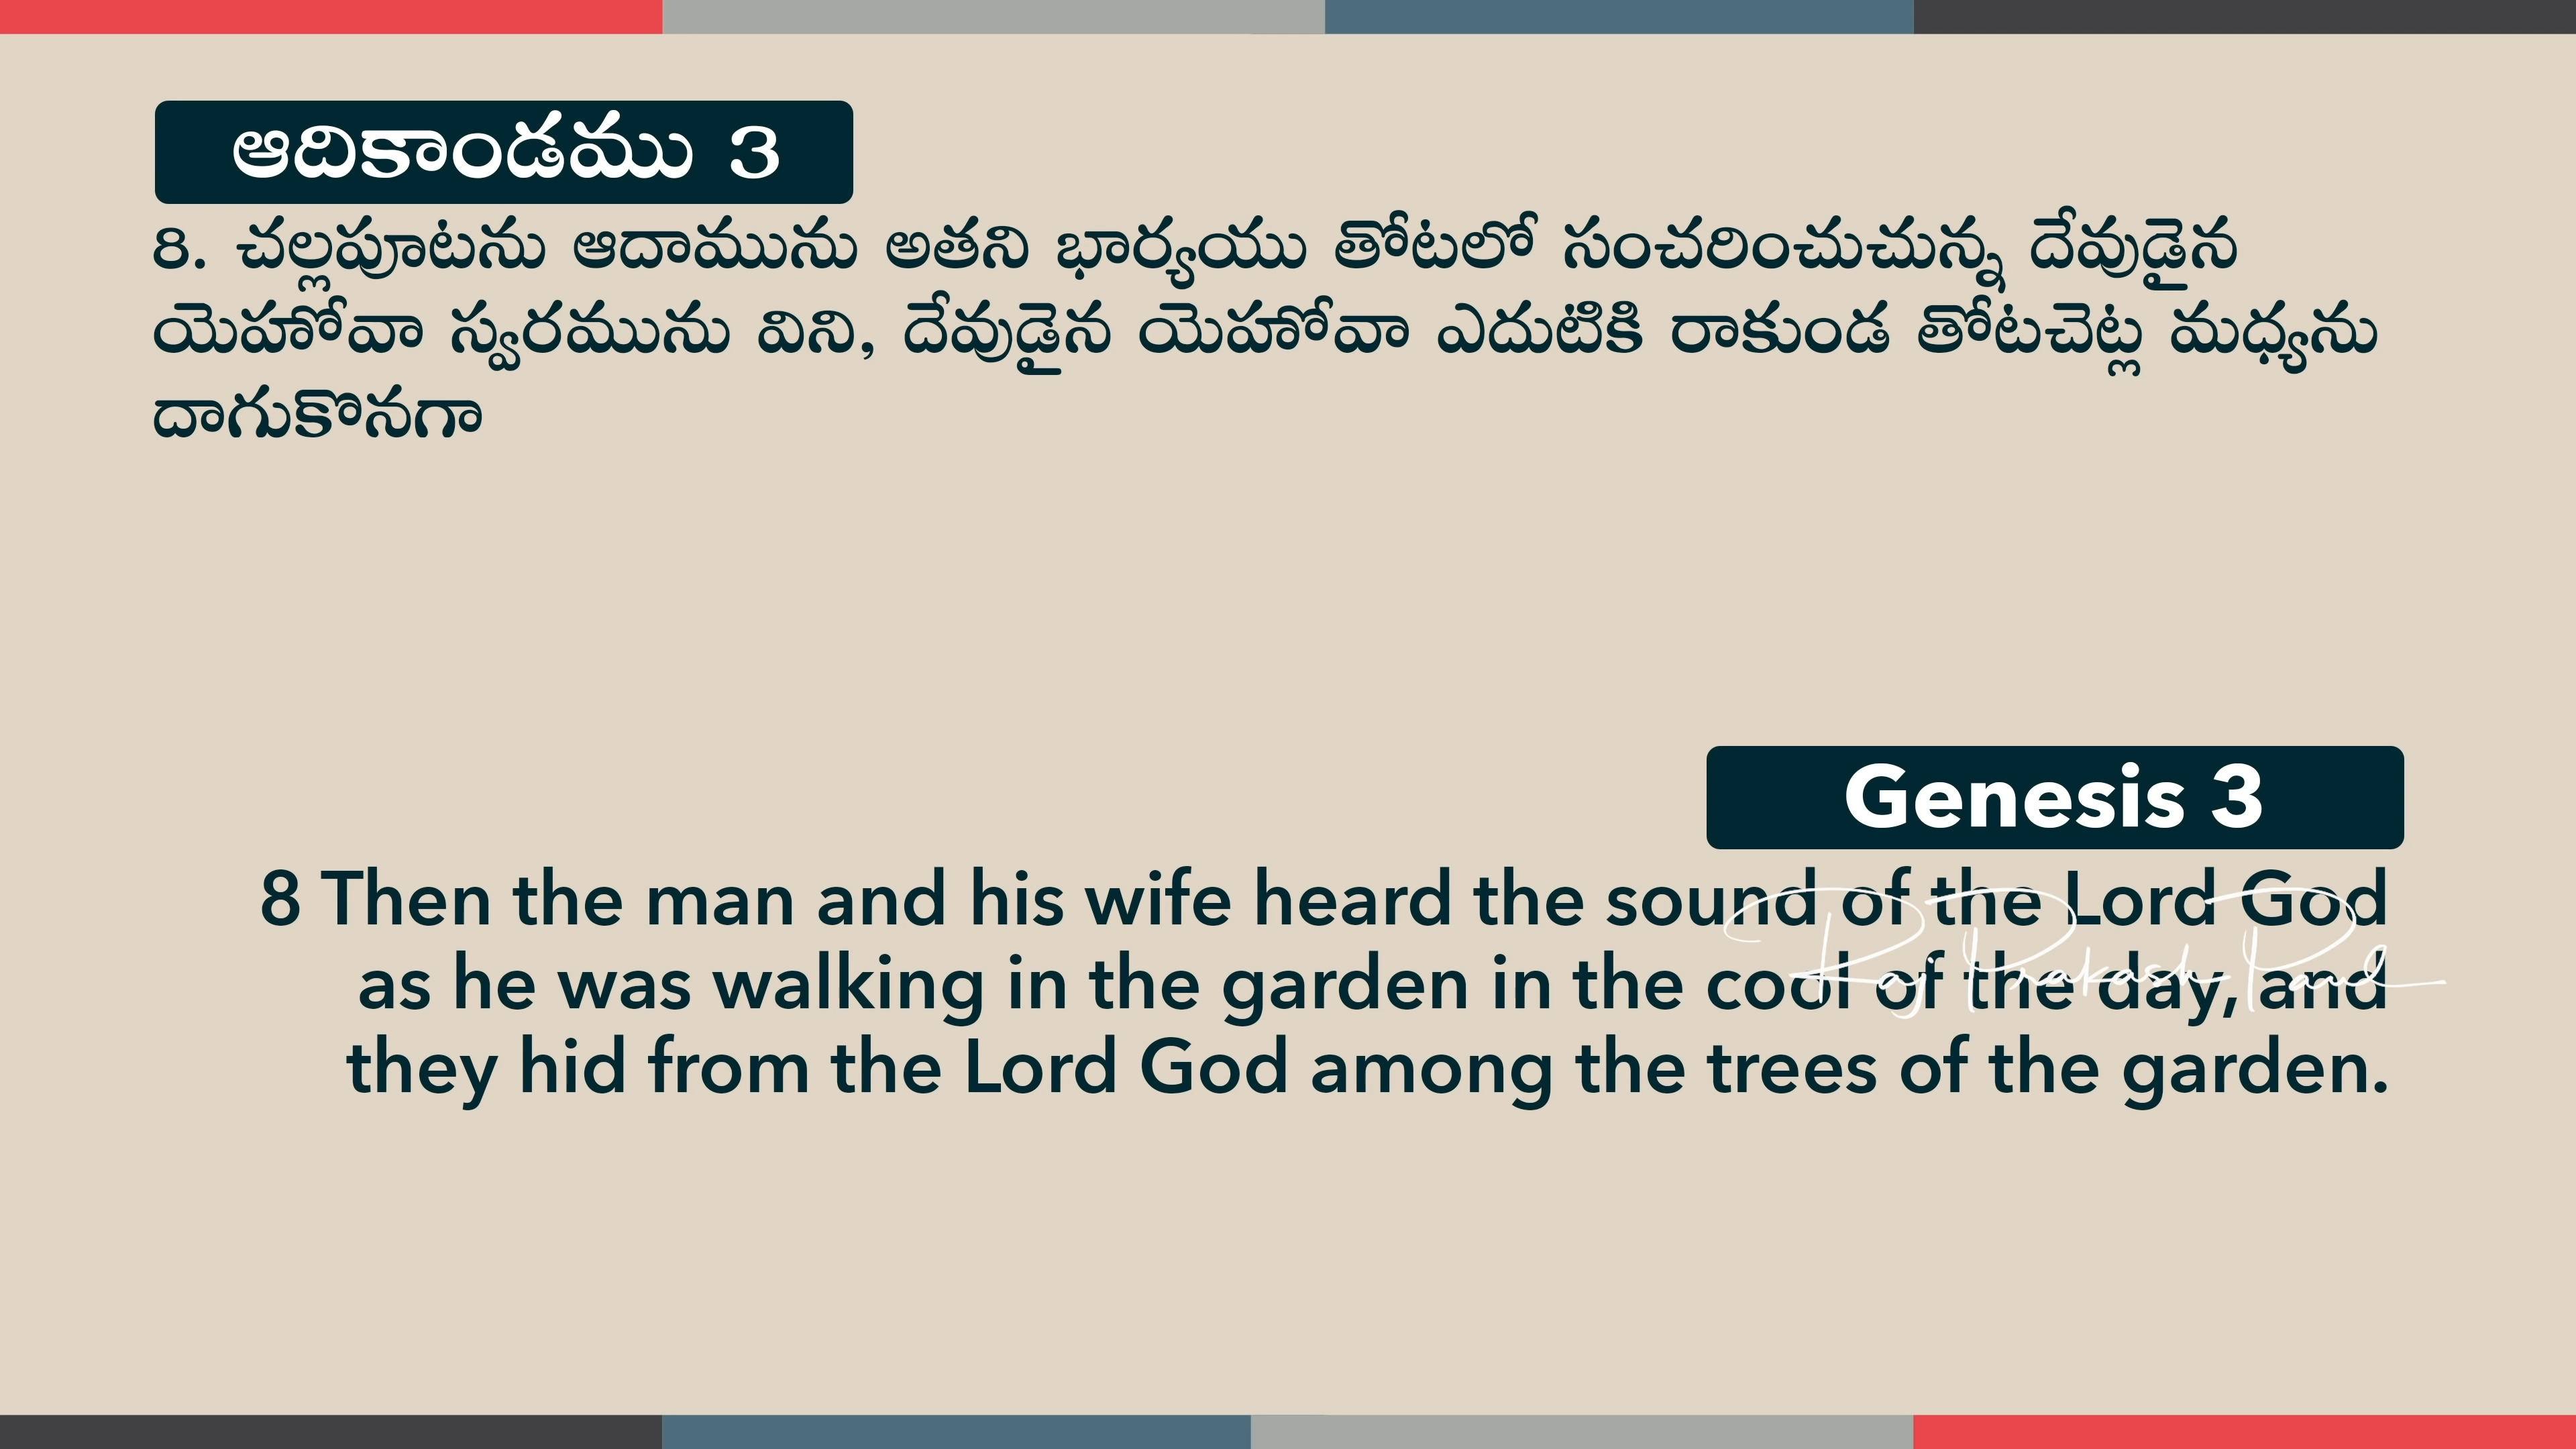 ఆదికాండము 3
8. చల్లపూటను ఆదామును అతని భార్యయు తోటలో సంచరించుచున్న దేవుడైన
యెహోవా స్వరమును విని, దేవుడైన యెహోవా ఎదుటికి రాకుండ తోటచెట్ల మధ్యను
దాగుకొనగా
Genesis 3
8 Then the man and his wife heard the sound of the Lord God
as he was walking in the garden in the cool of the day, and
they hid from the Lord God among the trees of the garden.
Raj Prakash Paul